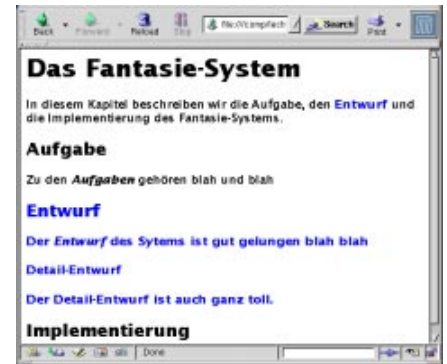 Back Forward Reload Stop Search Print
Das Fantasie-System
In diesem Kapitel beschreiben wir die Aufgabe, den Entwurf und
die Implementierung des Fantasie-Systems.
Aufgabe
Zu den Aufgaben gehören blah und blah
Entwurf
Der Entwurf des Sytems ist gut gelungen blah blah
Detail-Entwurf
Der Detail-Entwurf ist auch ganz toll.
Implementierung
Done